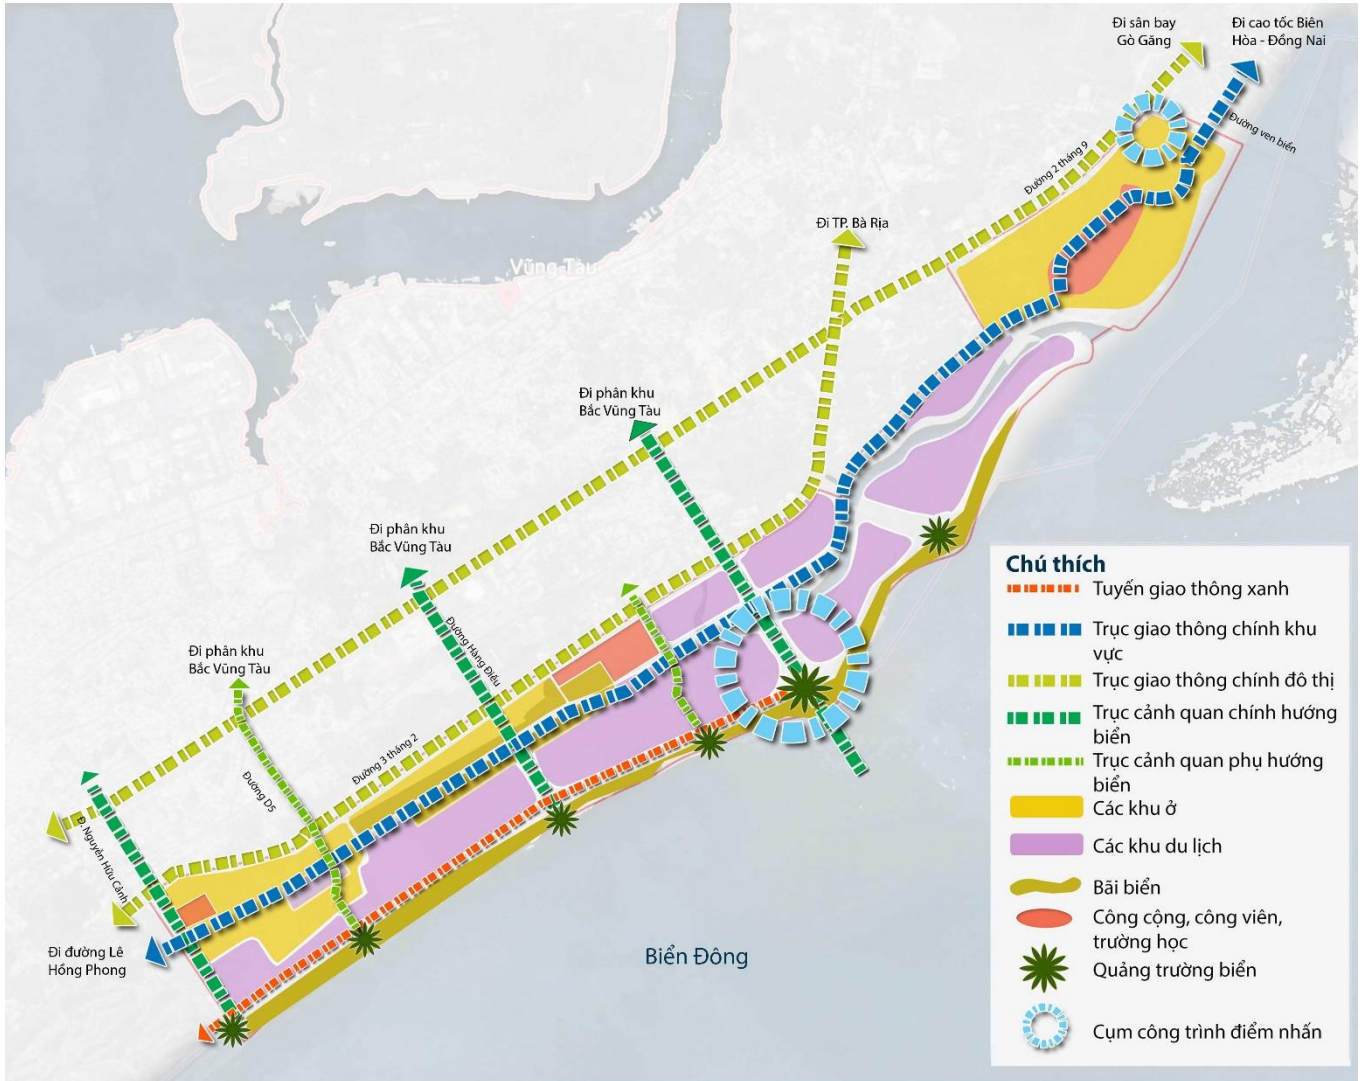 Đi sân bay
Gò Găng
Đi cao tốc Biên
Hòa - Đồng Nai
Đường ven biển
Đường 2 tháng 9
Đi TP. Bà Rịa
Vũng Tàu
Đi phân khu
Bắc Vũng Tàu
Đi phân khu
Bắc Vũng Tàu
Đường Hàng Điều
Đi phân khu
Bắc Vũng Tàu
Đường 3 tháng 2
Đường D5
Đ. Nguyễn Hữu Cảnh
Đi đường Lê
Hồng Phong
Biển Đông
Chú thích
Tuyến giao thông xanh
Trục giao thông chính khu
vực
Trục giao thông chính đô thị
Trục cảnh quan chính hướng
biển
Trục cảnh quan phụ hướng
biển
Các khu ở
Các khu du lịch
Bãi biển
Công cộng, công viên,
trường học
Quảng trường biển
Cụm công trình điểm nhấn